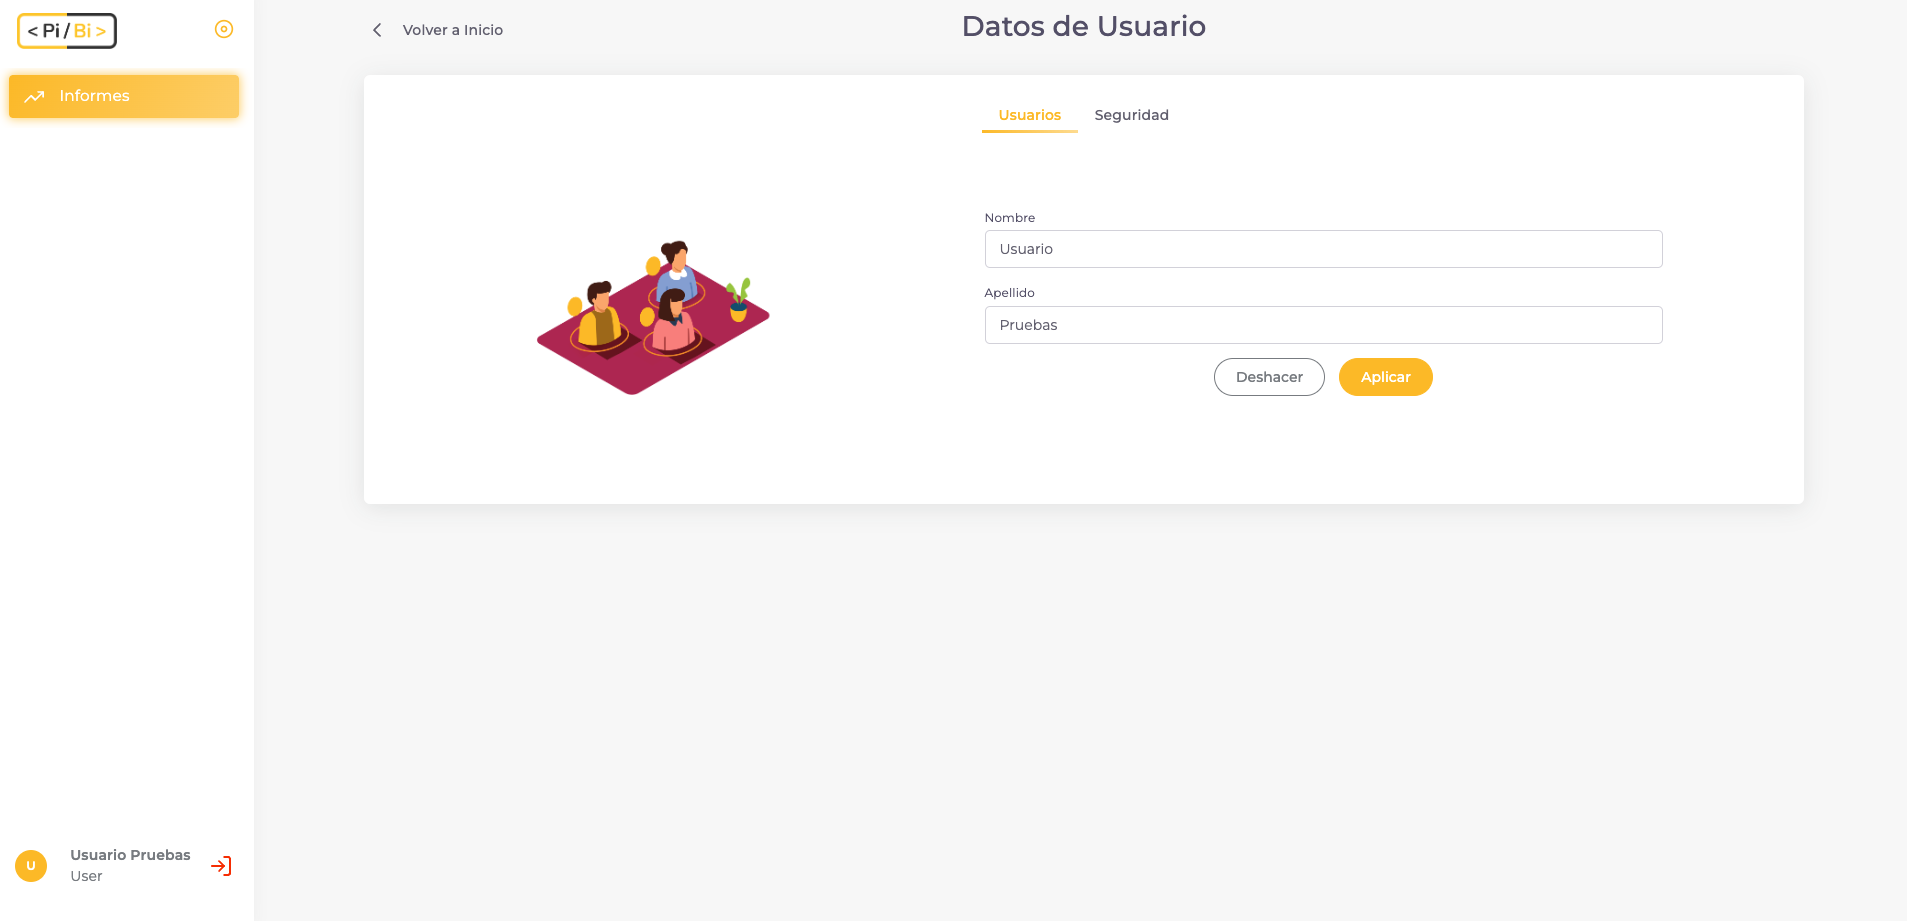 < Pi / Bi >
Informes
Volver a Inicio
Datos de Usuario
Usuarios
Seguridad
Nombre
Usuario
Apellido
Pruebas
Deshacer
Aplicar
U
Usuario Pruebas
User